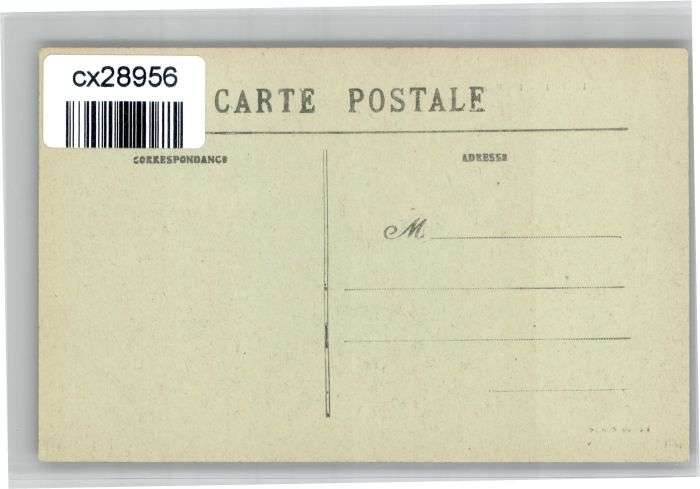 cx28956
CARTE POSTALE
CORRESPONDANCE
ADRESSE
M